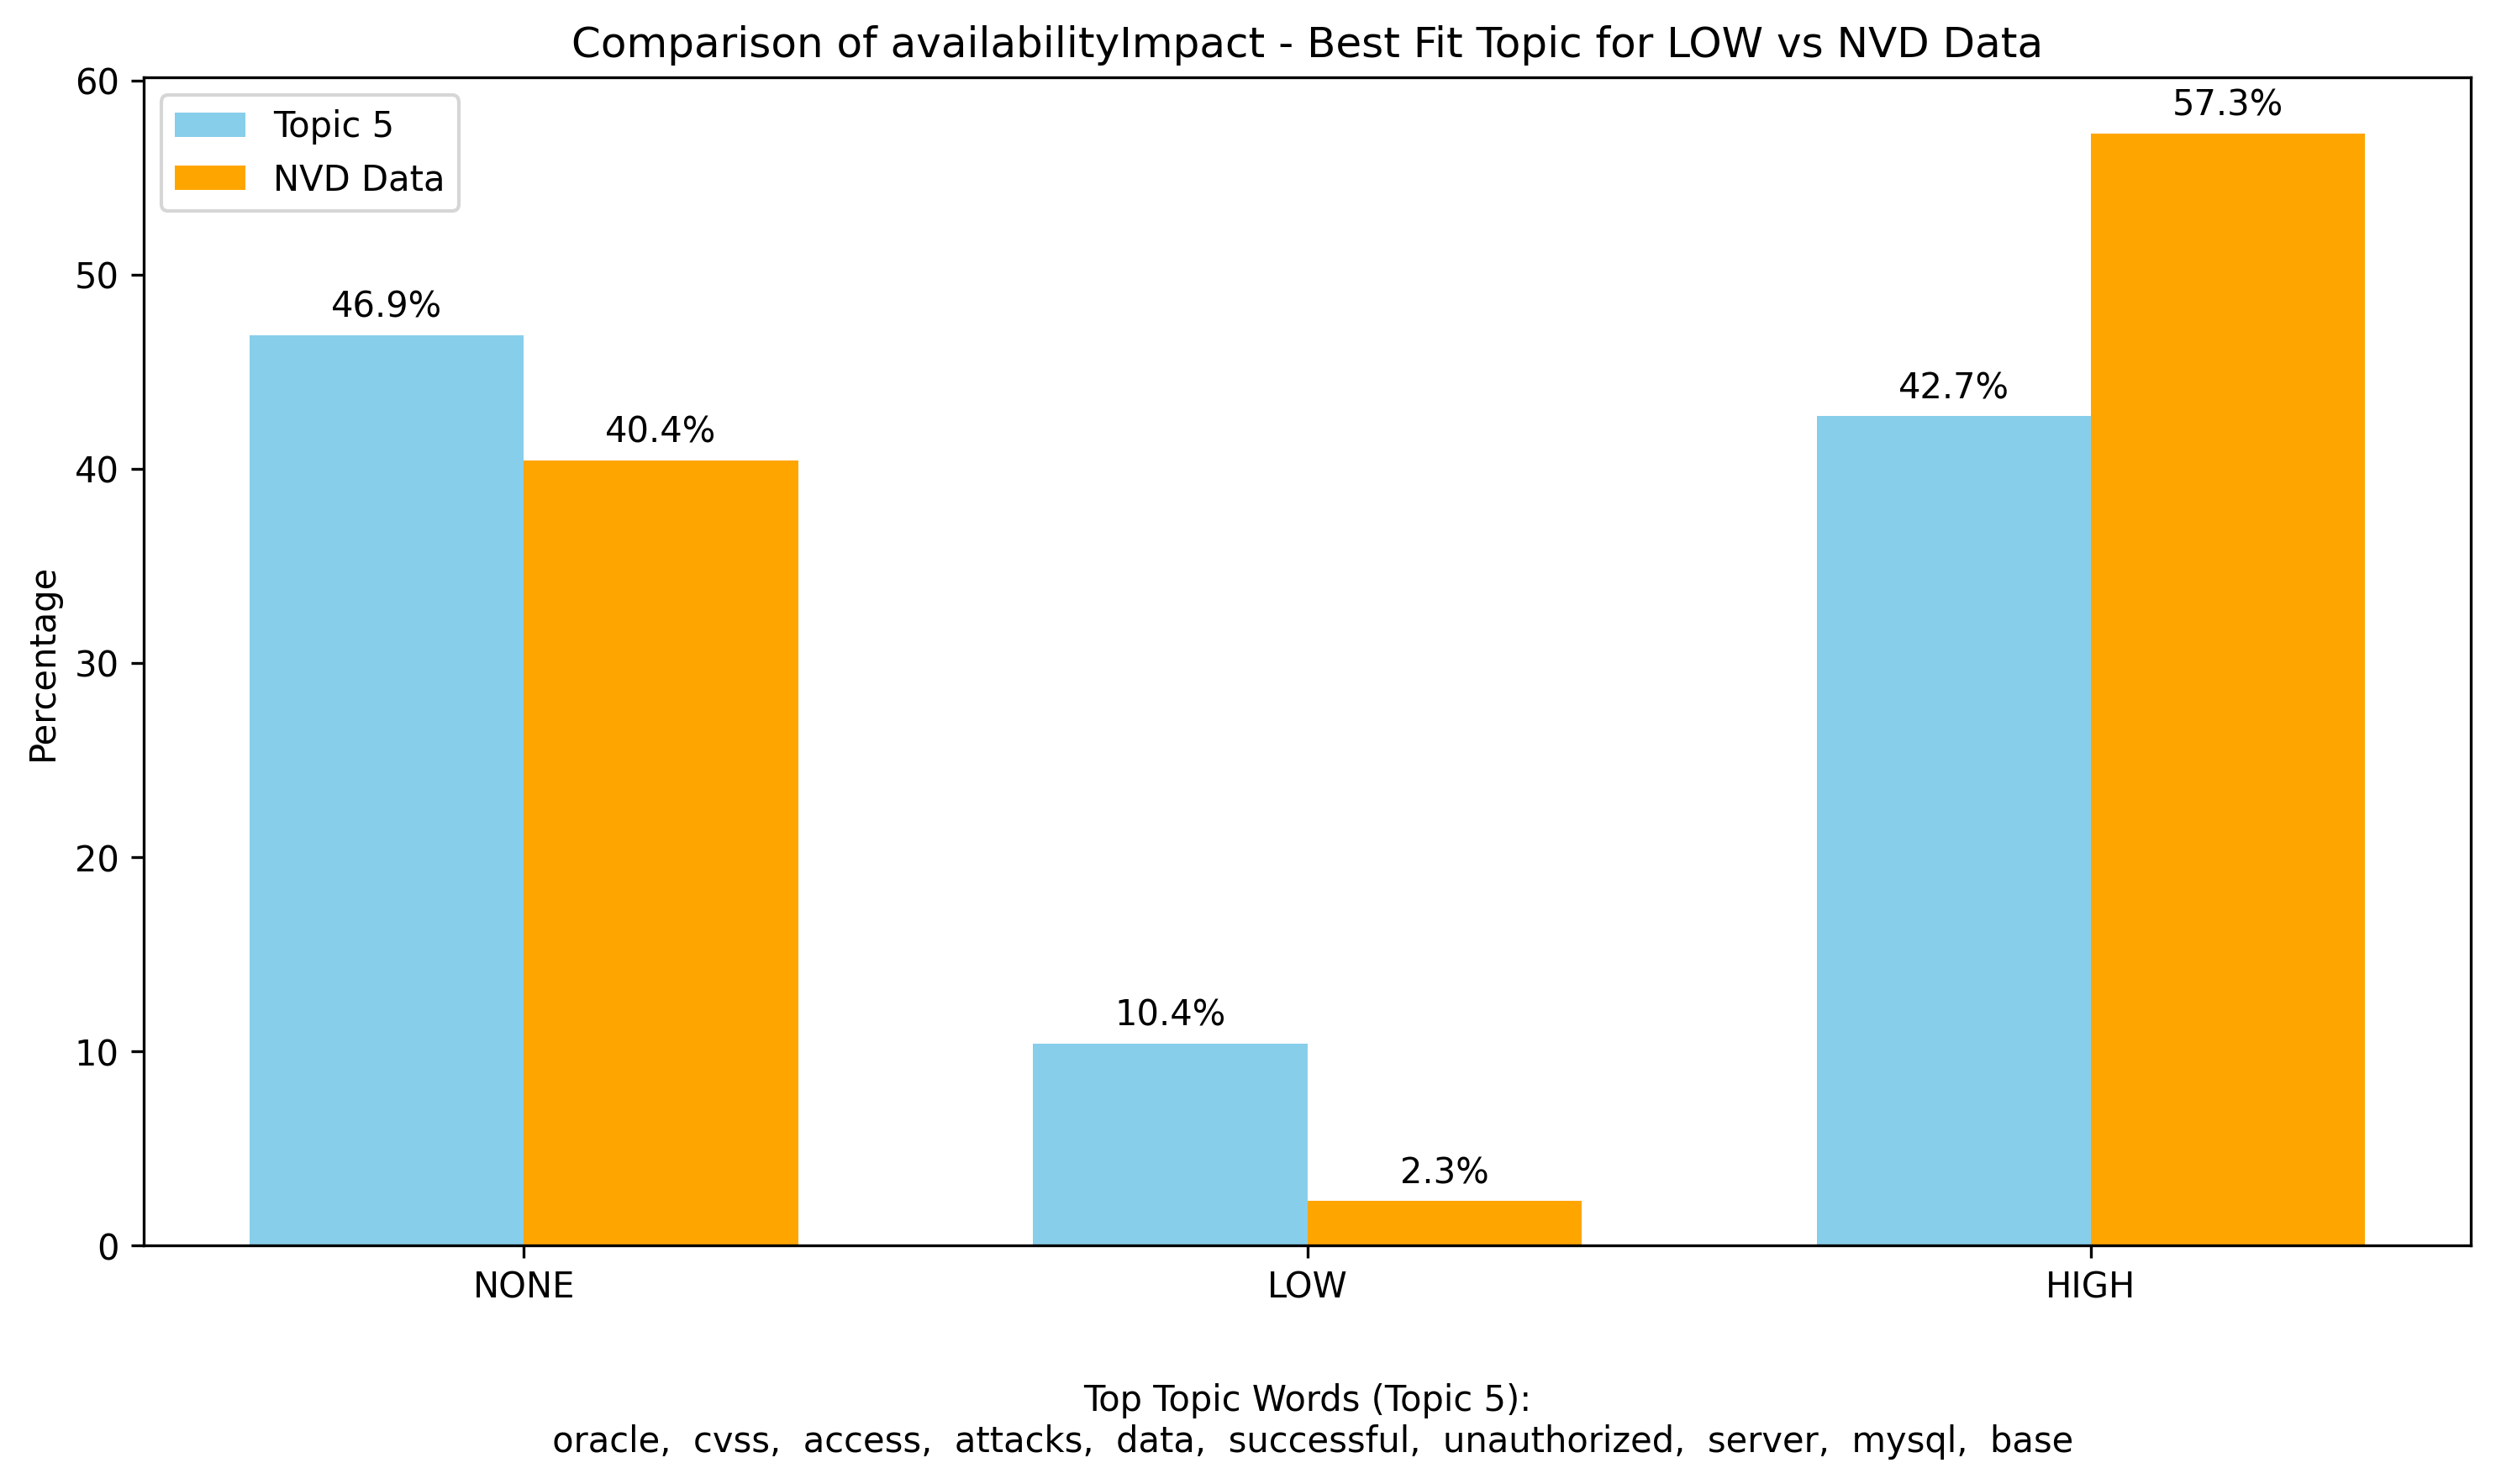 Comparison of availabilityImpact - Best Fit Topic for LOW vs NVD Data
60
50
40
30
20
10
0
Percentage
Topic 5
NVD Data
46.9%
40.4%
10.4%
2.3%
42.7%
57.3%
NONE
LOW
HIGH
Top Topic Words (Topic 5):
oracle, cvss, access, attacks, data, successful, unauthorized, server, mysql, base